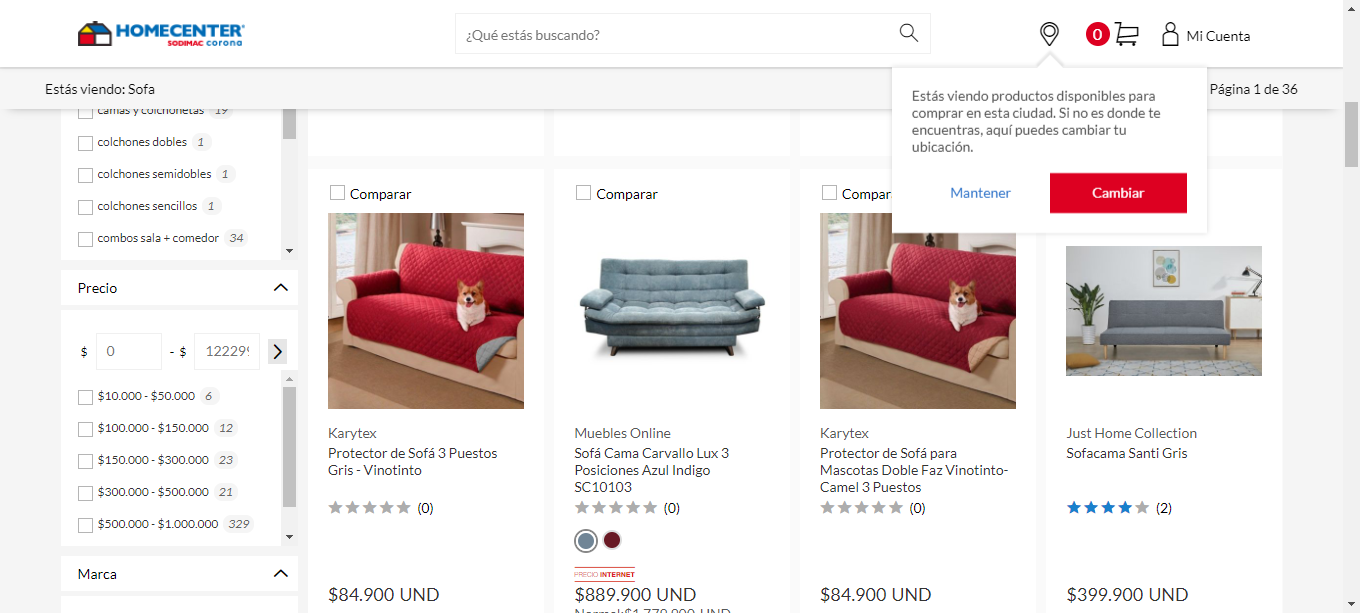 HOMECENTER
SODIMAC corona
¿Qué estás buscando?
0
Mi Cuenta
Estás viendo: Sofa
Página 1 de 36
Estás viendo productos disponibles para
comprar en esta ciudad. Si no es donde te
encuentras, aquí puedes cambiar tu
ubicación.
Mantener
Cambiar
camas y colchonetas 19
colchones dobles 1
colchones semidobles 1
colchones sencillos 1
combos sala + comedor 34
Precio
$ 0 - $ 12229
$10.000 - $50.000 6
$100.000 - $150.000 12
$150.000 - $300.000 23
$300.000 - $500.000 21
$500.000 - $1.000.000 329
Marca
Comparar
Karytex
Protector de Sofá 3 Puestos
Gris - Vinotinto
(0)
$84.900 UND
Comparar
Muebles Online
Sofá Cama Carvallo Lux 3
Posiciones Azul Indigo
SC10103
(0)
PRECIO INTERNET
$889.900 UND
Normal:$1.778.900 UND
Compar
Karytex
Protector de Sofá para
Mascotas Doble Faz Vinotinto-
Camel 3 Puestos
(0)
$84.900 UND
Just Home Collection
Sofacama Santi Gris
(2)
$399.900 UND